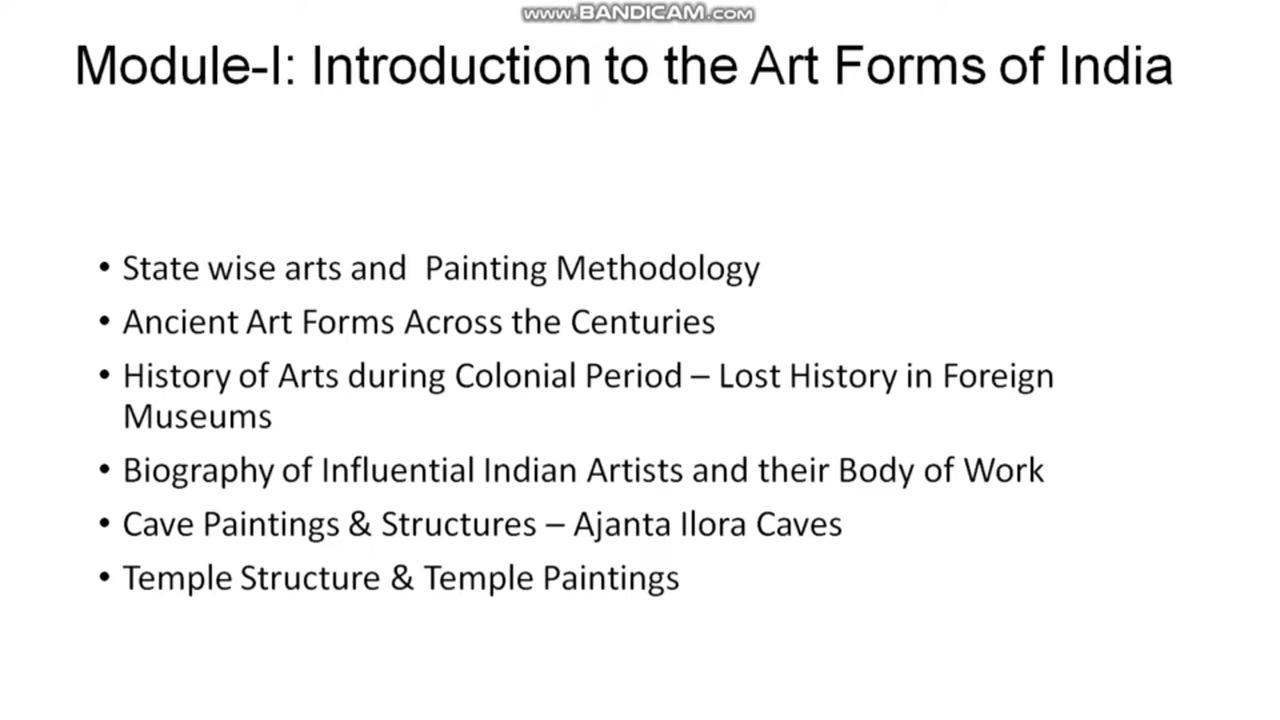 www.BANDICAM.com
Module-I: Introduction to the Art Forms of India
• State wise arts and  Painting Methodology
• Ancient Art Forms Across the Centuries
• History of Arts during Colonial Period – Lost History in Foreign
Museums
• Biography of Influential Indian Artists and their Body of Work
• Cave Paintings & Structures – Ajanta Ilora Caves
• Temple Structure & Temple Paintings